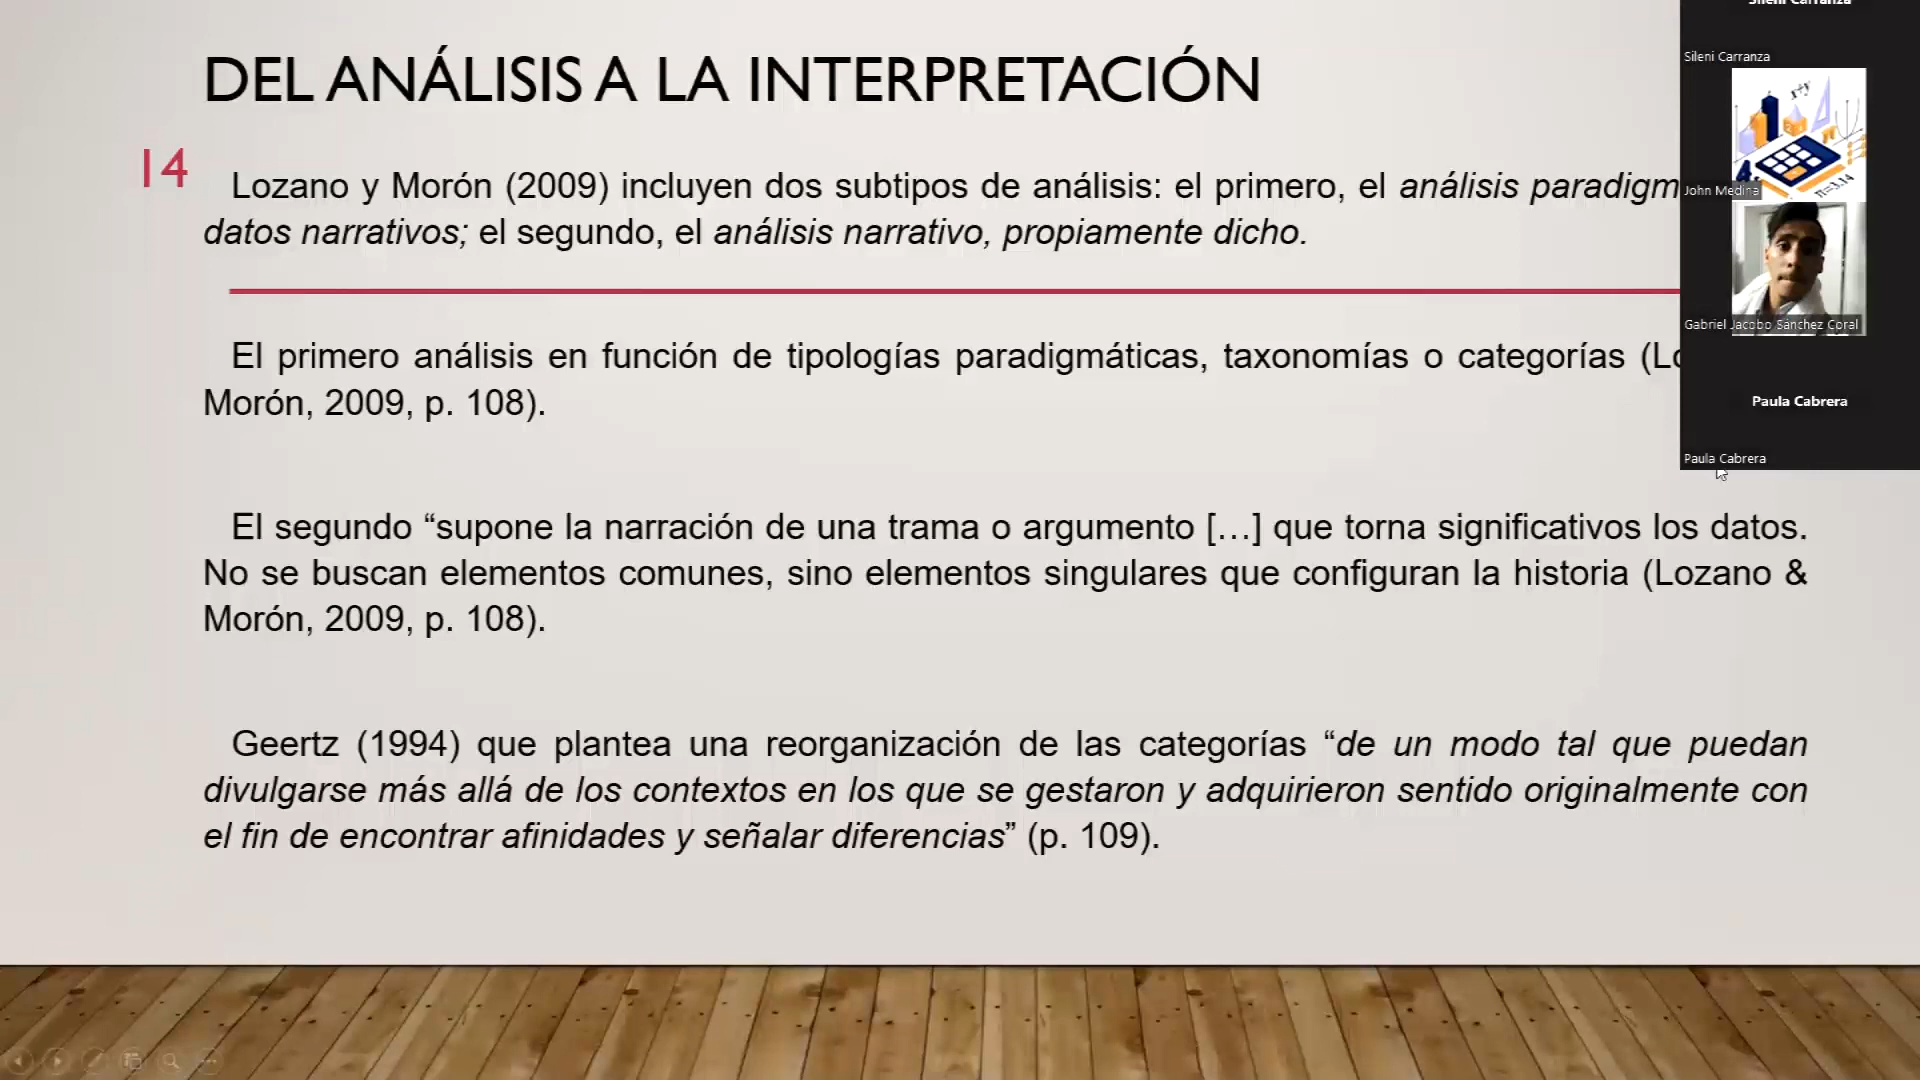 DEL ANÁLISIS A LA INTERPRETACIÓN
14
Lozano y Morón (2009) incluyen dos subtipos de análisis: el primero, el análisis paradigm
datos narrativos; el segundo, el análisis narrativo, propiamente dicho.
El primero análisis en función de tipologías paradigmáticas, taxonomías o categorías (Lo
Morón, 2009, p. 108).
El segundo “supone la narración de una trama o argumento […] que torna significativos los datos.
No se buscan elementos comunes, sino elementos singulares que configuran la historia (Lozano &
Morón, 2009, p. 108).
Geertz (1994) que plantea una reorganización de las categorías “de un modo tal que puedan
divulgarse más allá de los contextos en los que se gestaron y adquirieron sentido originalmente con
el fin de encontrar afinidades y señalar diferencias” (p. 109).
Sileni Carranza
Sileni Carranza
x+y
π=3.14
John Medina
Gabriel Jacobo Sánchez Coral
Paula Cabrera
Paula Cabrera